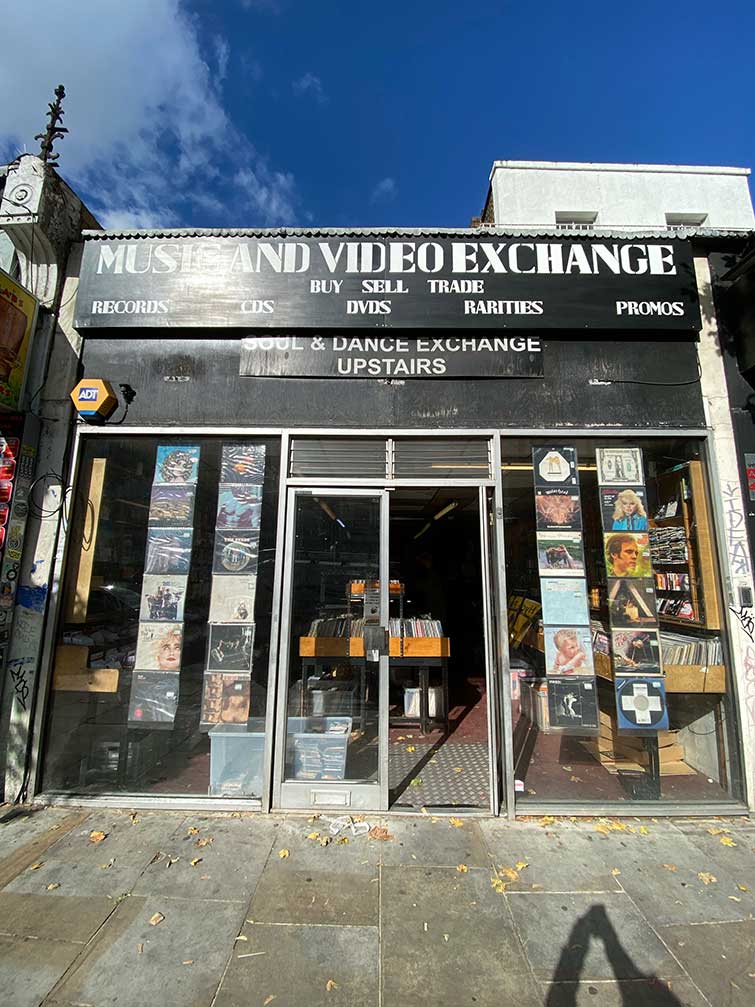 MUSIC AND VIDEO EXCHANGE
BUY SELL TRADE
RECORDS CDS DVDS RARITIES PROMOS
SOUL & DANCE EXCHANGE
UPSTAIRS
ADT